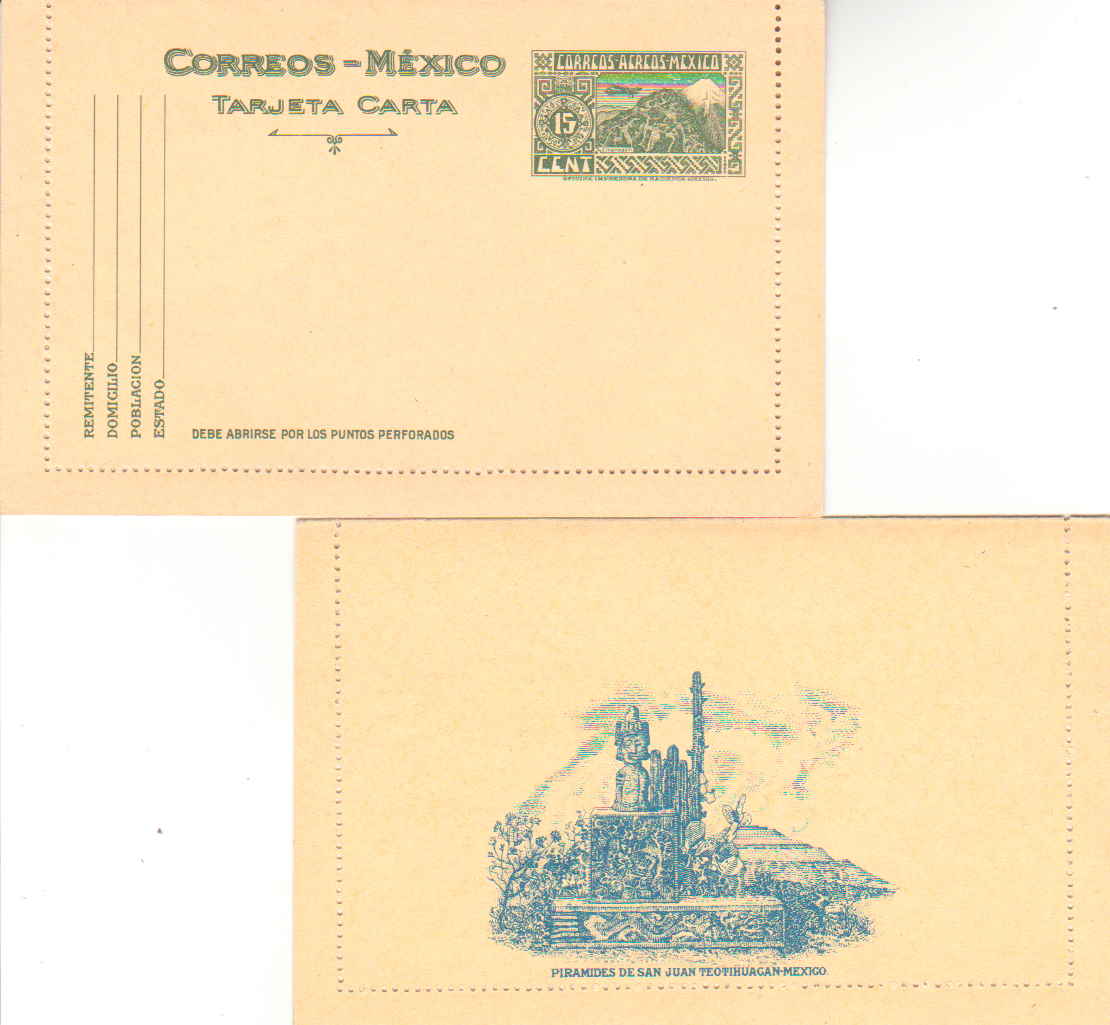 CORREOS - MÉXICO
TARJETA CARTA
CORREOS-AEREOS-MEXICO
15
CENT
REMITENTE
DOMICILIO
POBLACION
ESTADO
DEBE ABRIRSE POR LOS PUNTOS PERFORADOS
PIRAMIDES DE SAN JUAN TEOTIHUACAN-MEXICO.